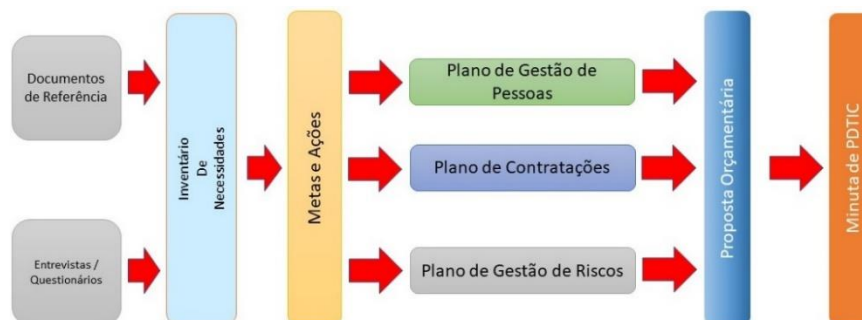 Documentos
de Referência
Entrevistas /
Questionários
Inventário
De
Necessidades
Metas e Ações
Plano de Gestão de
Pessoas
Plano de Contratações
Plano de Gestão de Riscos
Proposta Orçamentária
Minuta de PDTIC